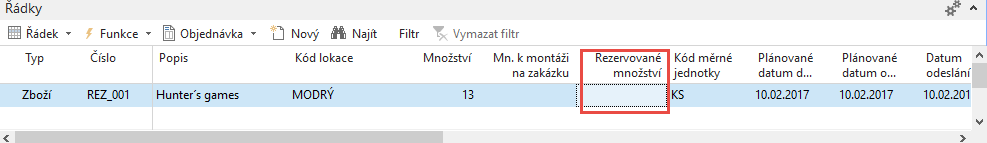 Řádky
Řádek Funkce Objednávka Nový Najít Filtr Vymazat filtr
Typ Číslo Popis Kód lokace Množství Mn. k montáži na zakázku Rezervované množství Kód měrné jednotky Plánované datum d... Plánované datum o... Datum odeslání
Zboží REZ_001 Hunter´s games MODRÝ 13 KS 10.02.2017 10.02.2017 10.02.201